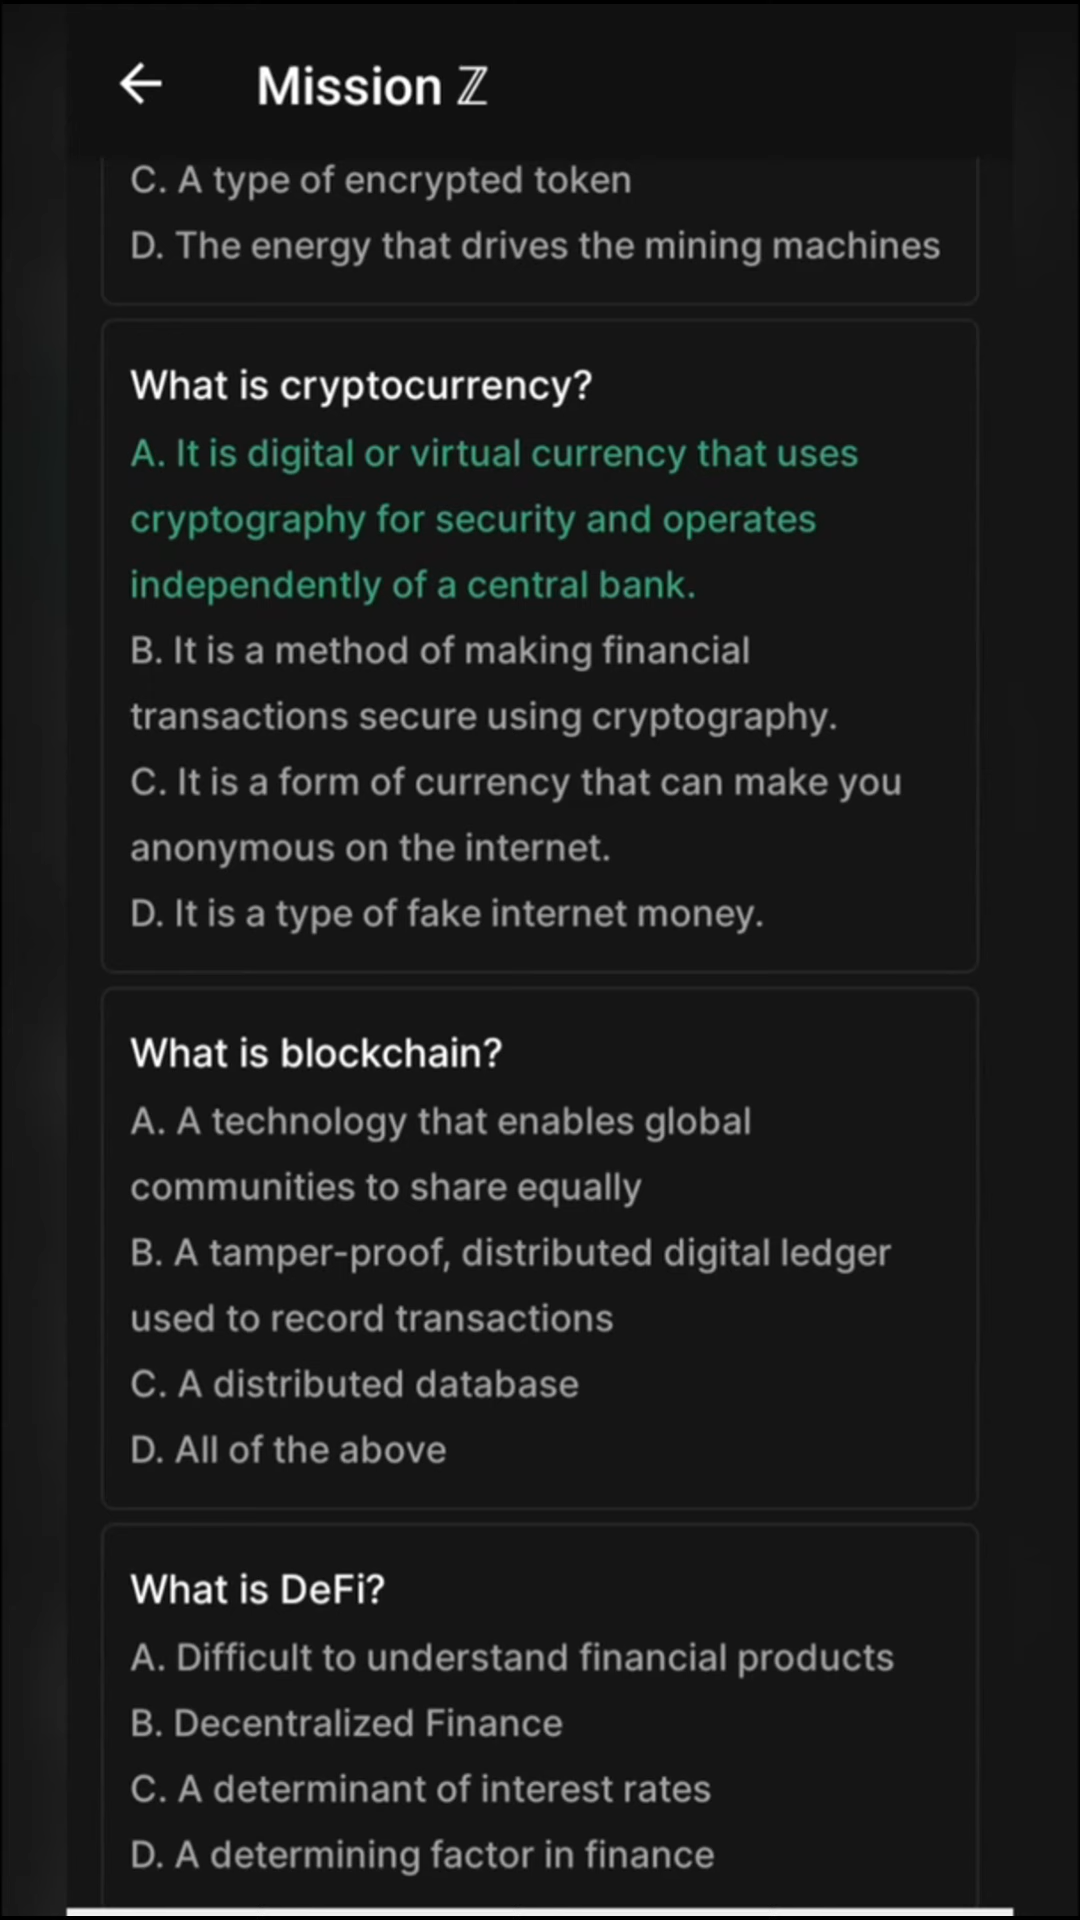 Mission ℤ
C. A type of encrypted token
D. The energy that drives the mining machines
What is cryptocurrency?
A. It is digital or virtual currency that uses
cryptography for security and operates
independently of a central bank.
B. It is a method of making financial
transactions secure using cryptography.
C. It is a form of currency that can make you
anonymous on the internet.
D. It is a type of fake internet money.
What is blockchain?
A. A technology that enables global
communities to share equally
B. A tamper-proof, distributed digital ledger
used to record transactions
C. A distributed database
D. All of the above
What is DeFi?
A. Difficult to understand financial products
B. Decentralized Finance
C. A determinant of interest rates
D. A determining factor in finance